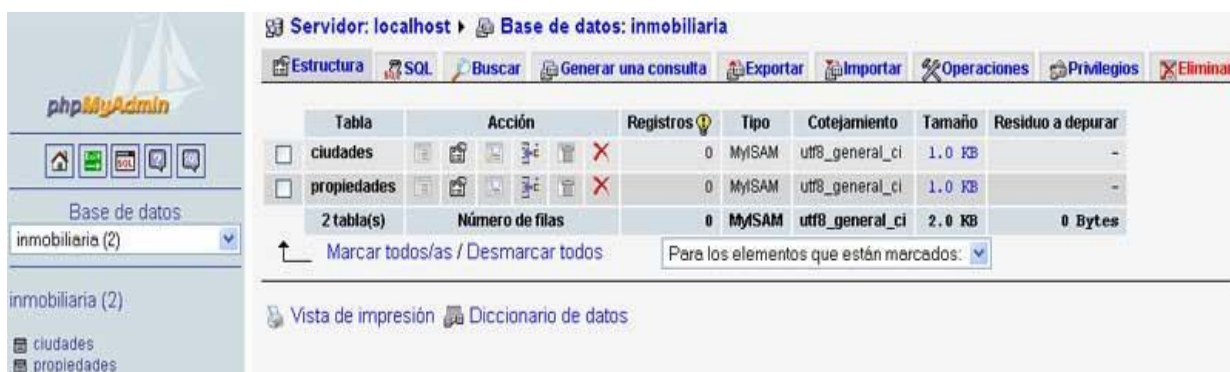 phpMyAdmin
Base de datos
inmobiliaria (2)
inmobiliaria (2)
ciudades
propiedades
Servidor: localhost Base de datos: inmobiliaria
Estructura SQL Buscar Generar una consulta Exportar Importar Operaciones Privilegios Eliminar
Tabla Acción Registros Tipo Cotejamiento Tamaño Residuo a depurar
ciudades 0 MyISAM utf8_general_ci 1.0 KB -
propiedades 0 MyISAM utf8_general_ci 1.0 KB -
2 tabla(s) Número de filas 0 MyISAM utf8_general_ci 2.0 KB 0 Bytes
Marcar todos/as / Desmarcar todos Para los elementos que están marcados:
Vista de impresión Diccionario de datos